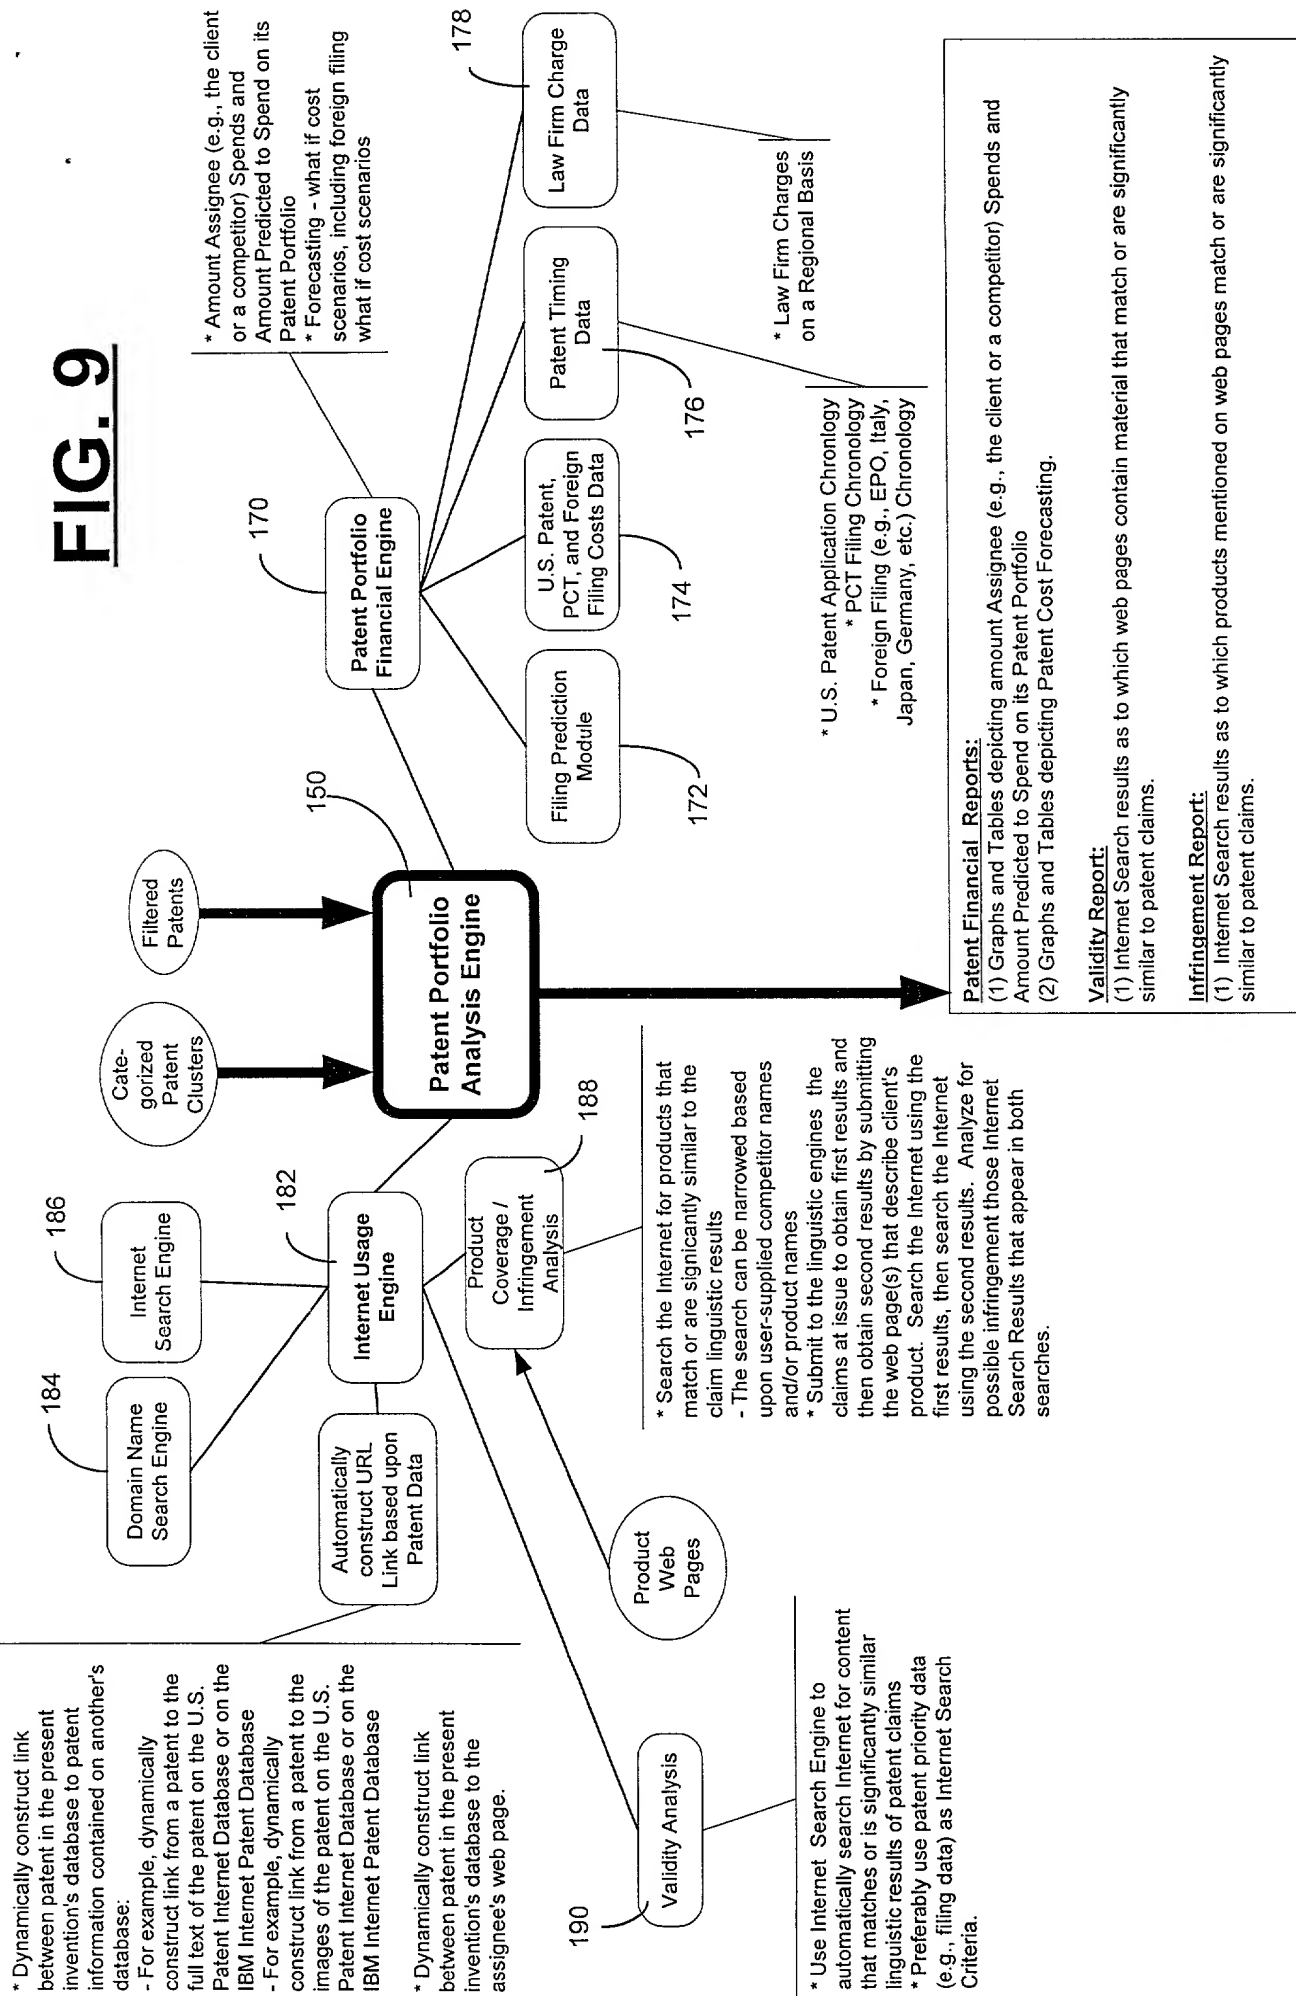 FIG. 9
* Dynamically construct link
between patent in the present
invention's database to patent
information contained on another's
database:
- For example, dynamically
construct link from a patent to the
full text of the patent on the U.S.
Patent Internet Database or on the
IBM Internet Patent Database
- For example, dynamically
construct link from a patent to the
images of the patent on the U.S.
Patent Internet Database or on the
IBM Internet Patent Database
* Dynamically construct link
between patent in the present
invention's database to the
assignee's web page.
184
Domain Name
Search Engine
186
Internet
Search Engine
Automatically
construct URL
Link based upon
Patent Data
182
Internet Usage
Engine
Cate-
gorized
Patent
Clusters
Filtered
Patents
150
Patent Portfolio
Analysis Engine
170
Patent Portfolio
Financial Engine
* Amount Assignee (e.g., the client
or a competitor) Spends and
Amount Predicted to Spend on its
Patent Portfolio
* Forecasting - what if cost
scenarios, including foreign filing
what if cost scenarios
Filing Prediction
Module
172
U.S. Patent,
PCT, and Foreign
Filing Costs Data
174
Patent Timing
Data
176
Law Firm Charge
Data
178
* Law Firm Charges
on a Regional Basis
* U.S. Patent Application Chronlogy
* PCT Filing Chronology
* Foreign Filing (e.g., EPO, Italy,
Japan, Germany, etc.) Chronology
Product
Coverage /
Infringement
Analysis
188
Product
Web
Pages
190
Validity Analysis
* Use Internet Search Engine to
automatically search Internet for content
that matches or is significantly similar
linguistic results of patent claims
* Preferably use patent priority data
(e.g., filing data) as Internet Search
Criteria.
* Search the Internet for products that
match or are signicantly similar to the
claim linguistic results
- The search can be narrowed based
upon user-supplied competitor names
and/or product names
* Submit to the linguistic engines the
claims at issue to obtain first results and
then obtain second results by submitting
the web page(s) that describe client's
product. Search the Internet using the
first results, then search the Internet
using the second results. Analyze for
possible infringement those Internet
Search Results that appear in both
searches.
Patent Financial Reports:
(1) Graphs and Tables depicting amount Assignee (e.g., the client or a competitor) Spends and
Amount Predicted to Spend on its Patent Portfolio
(2) Graphs and Tables depicting Patent Cost Forecasting.
Validity Report:
(1) Internet Search results as to which web pages contain material that match or are significantly
similar to patent claims.
Infringement Report:
(1) Internet Search results as to which products mentioned on web pages match or are significantly
similar to patent claims.